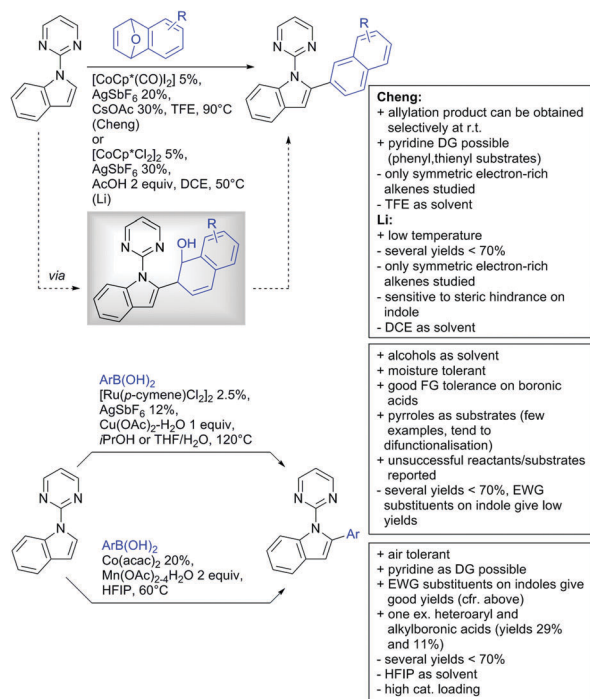 R
O
N
N
N
[CoCp*(CO)I₂] 5%,
AgSbF₆ 20%,
CsOAc 30%, TFE, 90°C
(Cheng)
or
[CoCp*Cl₂]₂ 5%,
AgSbF₆ 30%,
AcOH 2 equiv, DCE, 50°C
(Li)
N
N
N
R
via
N
N
N
OH
R
Cheng:
+ allylation product can be obtained
selectively at r.t.
+ pyridine DG possible
(phenyl,thienyl substrates)
- only symmetric electron-rich
alkenes studied
- TFE as solvent
Li:
+ low temperature
- several yields < 70%
- only symmetric electron-rich
alkenes studied
- sensitive to steric hindrance on
indole
- DCE as solvent
ArB(OH)₂
[Ru(p-cymene)Cl₂]₂ 2.5%,
AgSbF₆ 12%,
Cu(OAc)₂-H₂O 1 equiv,
iPrOH or THF/H₂O, 120°C
N
N
N
ArB(OH)₂
Co(acac)₂ 20%,
Mn(OAc)₂₋₄H₂O 2 equiv,
HFIP, 60°C
N
N
N
Ar
+ alcohols as solvent
+ moisture tolerant
+ good FG tolerance on boronic
acids
+ pyrroles as substrates (few
examples, tend to
difunctionalisation)
+ unsuccessful reactants/substrates
reported
- several yields < 70%, EWG
substituents on indole give low
yields
+ air tolerant
+ pyridine as DG possible
+ EWG substituents on indoles give
good yields (cfr. above)
+ one ex. heteroaryl and
alkylboronic acids (yields 29%
and 11%)
- several yields < 70%
- HFIP as solvent
- high cat. loading